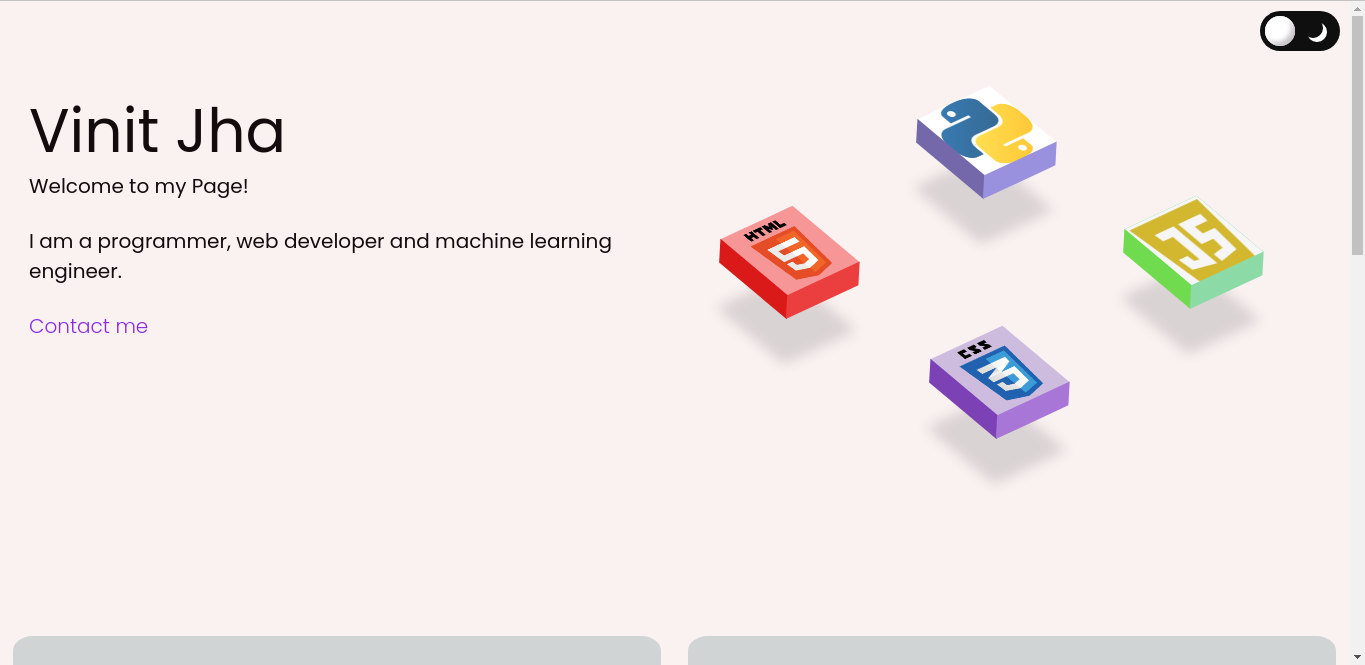 Vinit Jha
Welcome to my Page!
I am a programmer, web developer and machine learning
engineer.
Contact me
HTML
5
JS
CSS